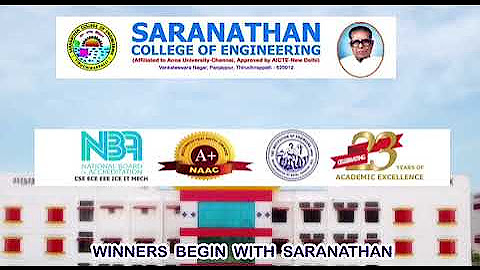 SARANATHAN
COLLEGE OF ENGINEERING
(Affiliated to Anna University-Chennai, Approved by AICTE-New Delhi)
Venkateswara Nagar, Panjappur, Tiruchirappalli - 620012.
NBA
NATIONAL BOARD
of ACCREDITATION
CSE ECE EEE ICE IT MECH
A+
NAAC
CELEBRATING
23
YEARS OF
ACADEMIC EXCELLENCE
WINNERS BEGIN WITH SARANATHAN